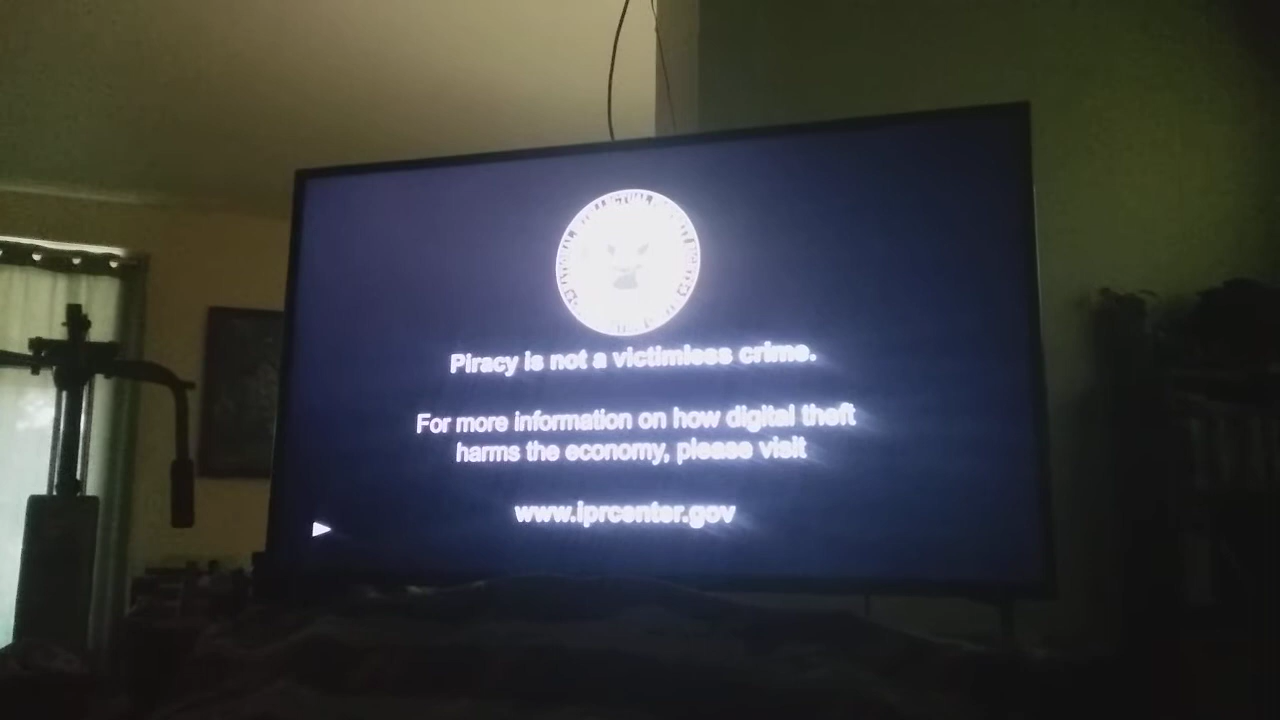 Piracy is not a victimless crime.
For more information on how digital theft
harms the economy, please visit
www.iprcenter.gov